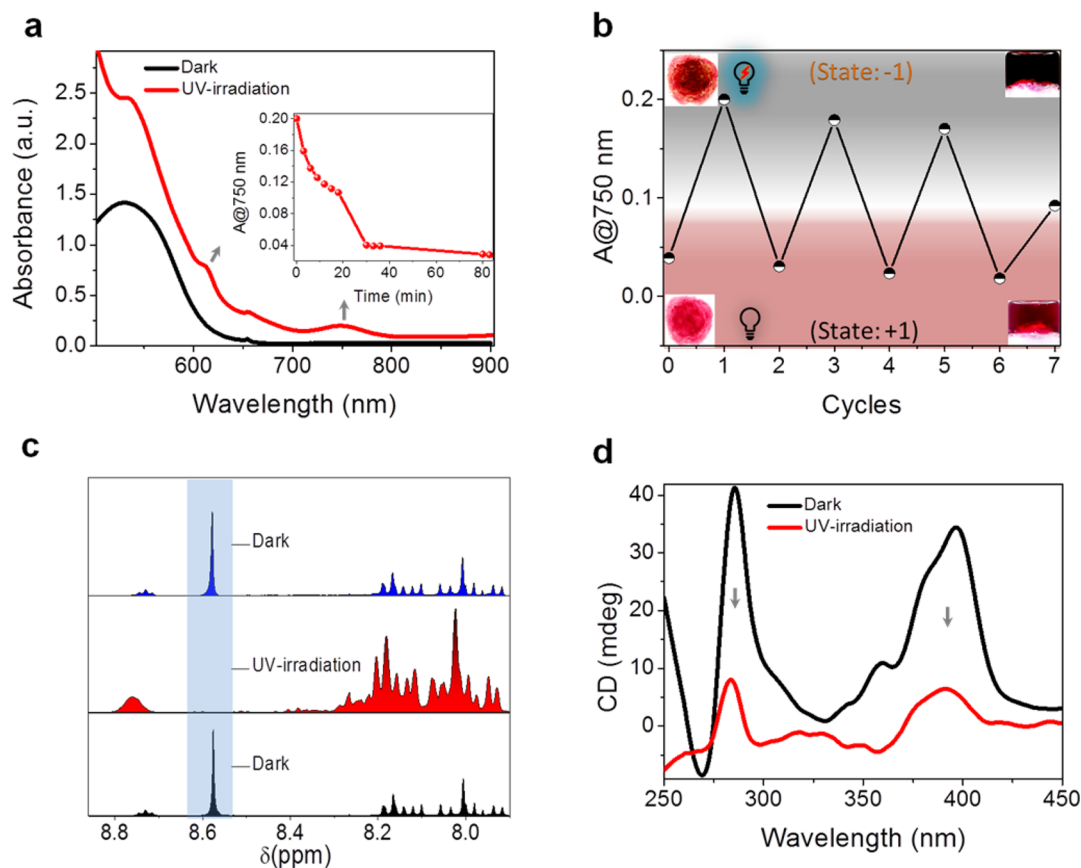 a
Dark
UV-irradiation
Absorbance (a.u.)
2.5
2.0
1.5
1.0
0.5
0.0
600
700
800
900
Wavelength (nm)
A@750 nm
0.20
0.16
0.12
0.08
0.04
0
20
40
60
80
Time (min)
b
(State: -1)
(State: +1)
A@750 nm
0.2
0.1
0.0
0 1 2 3 4 5 6 7
Cycles
c
Dark
UV-irradiation
Dark
8.8 8.6 8.4 8.2 8.0
δ(ppm)
d
Dark
UV-irradiation
CD (mdeg)
40
30
20
10
0
250 300 350 400 450
Wavelength (nm)